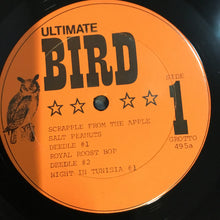 ULTIMATE
BIRD
SIDE
1
SCRAPPLE FROM THE APPLE
SALT PEANUTS
DEEDLE #1
ROYAL ROOST BOP
DEEDLE #2
NIGHT IN TUNISIA #1
GROTTO
495a